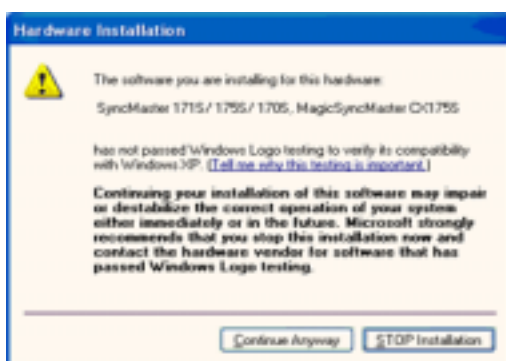 Hardware Installation
The software you are installing for this hardware:
SyncMaster 171S/ 175S/ 170S, MagicSyncMaster CX175S
has not passed Windows Logo testing to verify its compatibility
with Windows XP. (Tell me why this testing is important.)
Continuing your installation of this software may impair
or destabilize the correct operation of your system
either immediately or in the future. Microsoft strongly
recommends that you stop this installation now and
contact the hardware vendor for software that has
passed Windows Logo testing.
Continue Anyway
STOP Installation